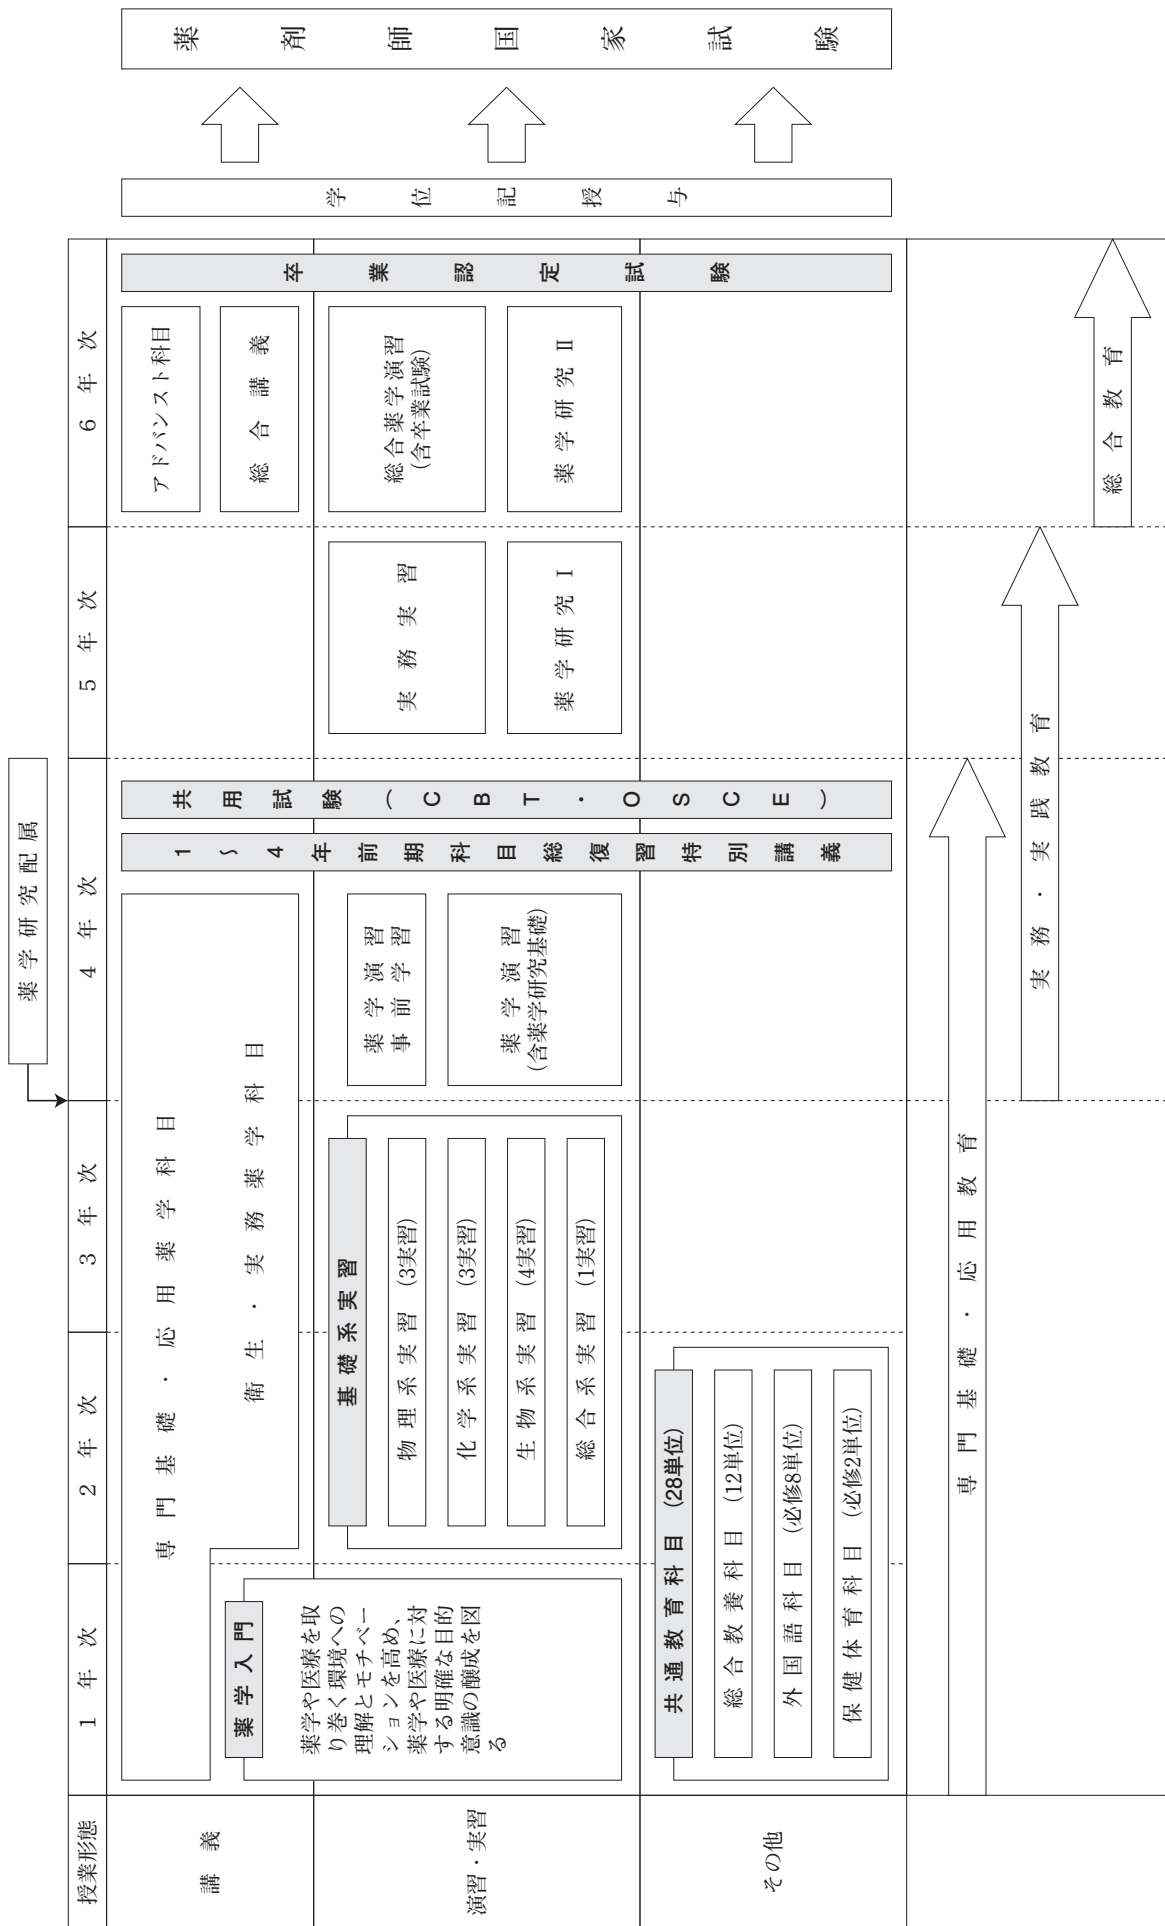 薬学研究配属
授業形態
1年次
2年次
3年次
4年次
5年次
6年次
講義
専門基礎・応用薬学科目
衛生・実務薬学科目
アドバンスト科目
総合講義
薬学入門
薬学や医療を取
り巻く環境への
理解とモチベー
ションを高め、
薬学や医療に対
する明確な目的
意識の醸成を図
る
演習・実習
基礎系実習
物理系実習 (3実習)
化学系実習 (3実習)
生物系実習 (4実習)
総合系実習 (1実習)
薬学演習
事前学習
薬学演習
(含薬学研究基礎)
1～4年前期科目総復習特別講義
共用試験(CBT・OSCE)
実務実習
薬学研究Ⅰ
総合薬学演習
(含卒業試験)
薬学研究Ⅱ
卒業認定試験
学位記授与
薬剤師国家試験
その他
共通教育科目 (28単位)
総合教養科目 (12単位)
外国語科目 (必修8単位)
保健体育科目 (必修2単位)
専門基礎・応用教育
実務・実践教育
総合教育